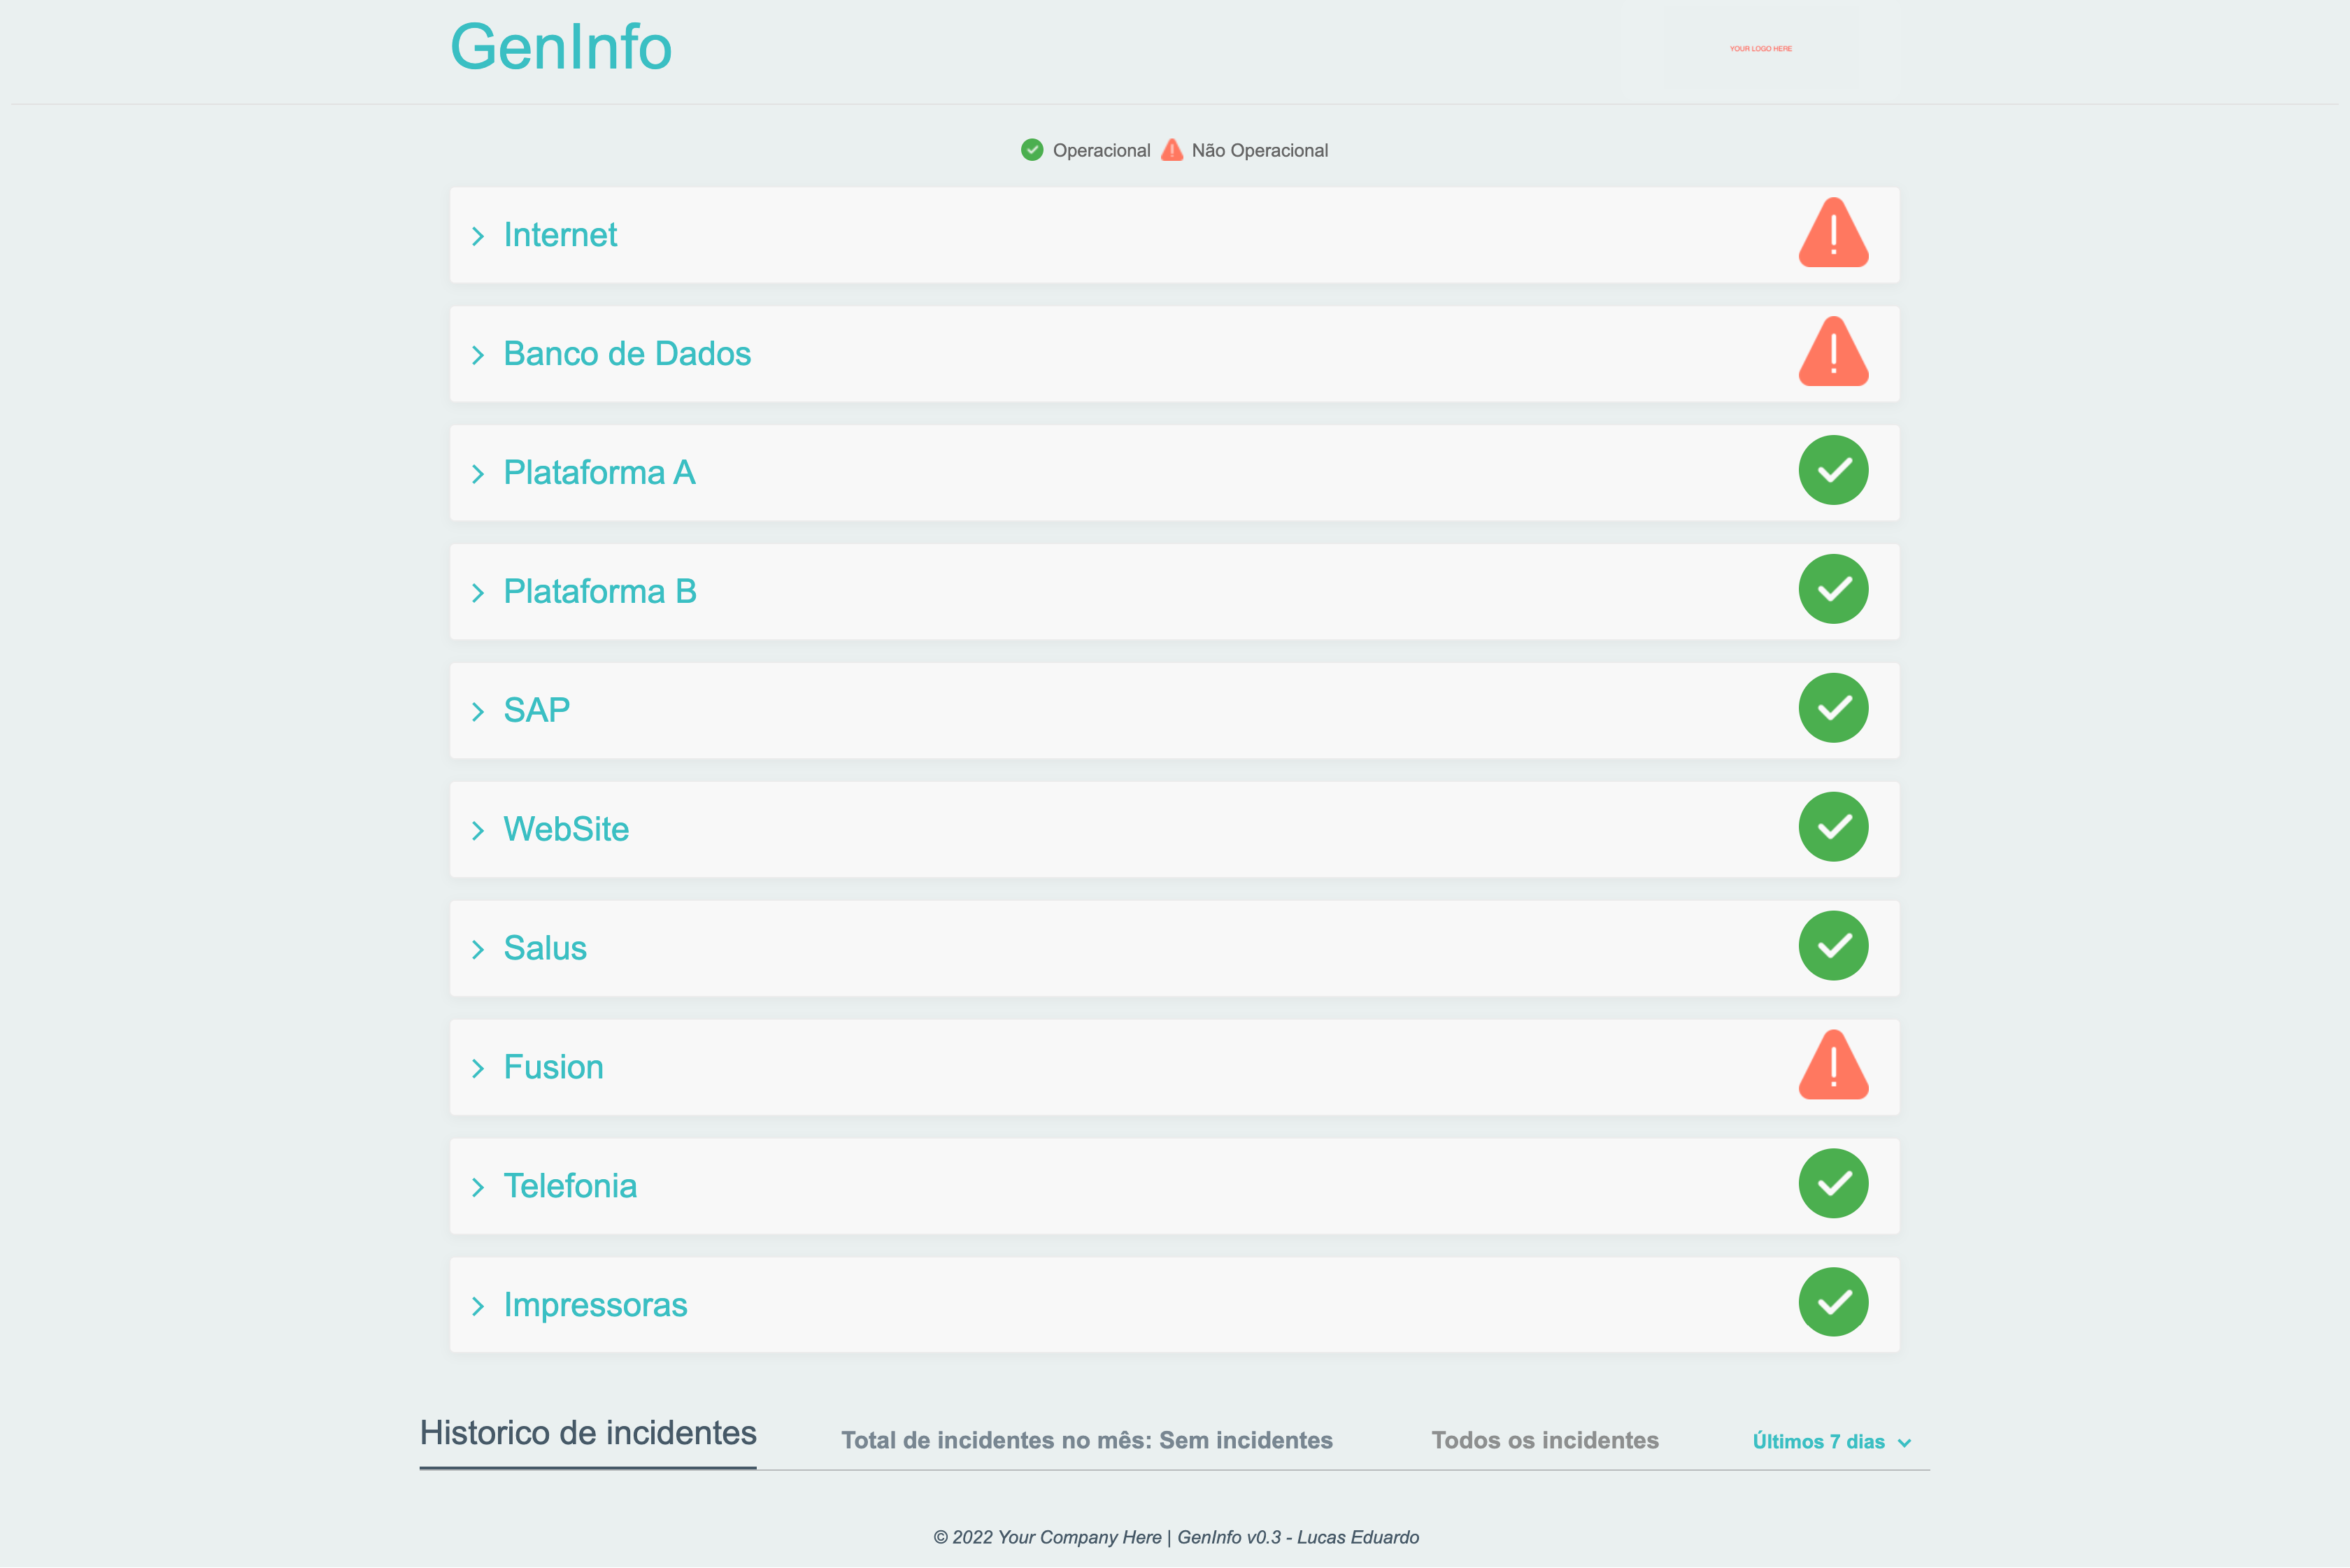 GenInfo
YOUR LOGO HERE
Operacional Não Operacional
Internet
Banco de Dados
Plataforma A
Plataforma B
SAP
WebSite
Salus
Fusion
Telefonia
Impressoras
Historico de incidentes Total de incidentes no mês: Sem incidentes Todos os incidentes Últimos 7 dias
© 2022 Your Company Here | GenInfo v0.3 - Lucas Eduardo